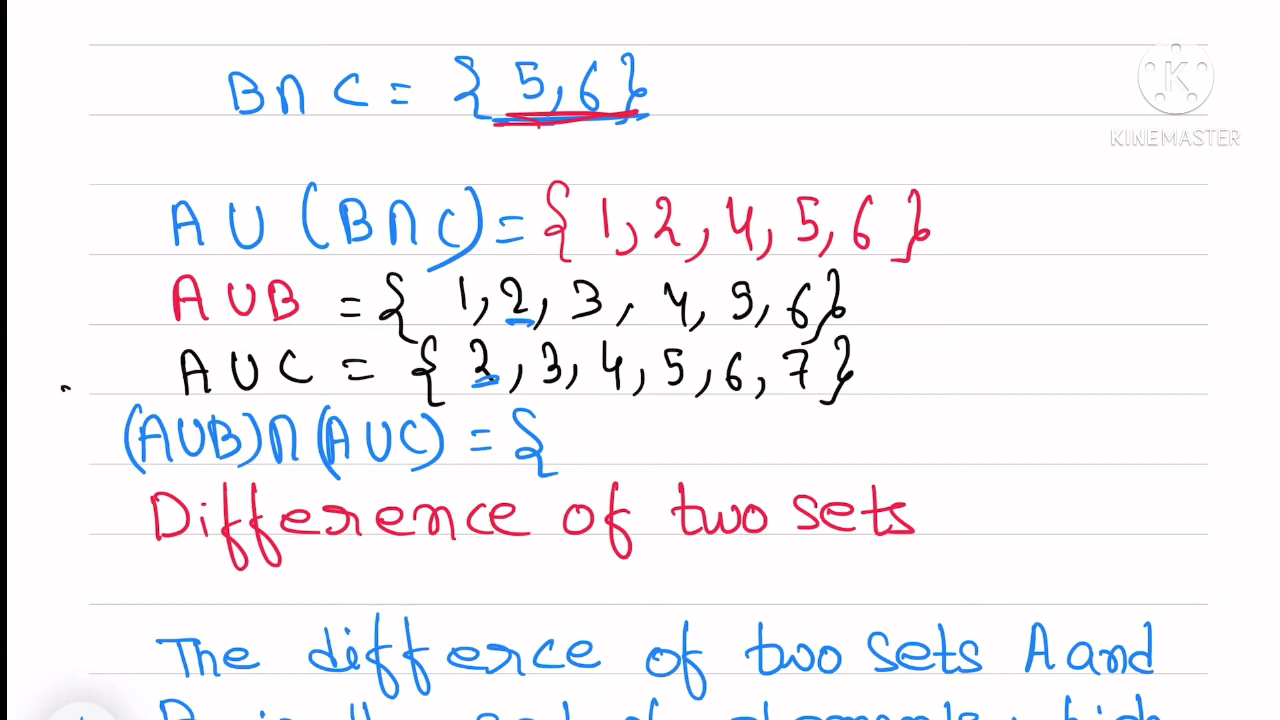 B∩C = {5,6}
KINEMASTER
A∪(B∩C) = {1,2,4,5,6}
A∪B = {1,2,3,4,5,6}
A∪C = {2,3,4,5,6,7}
(A∪B)∩(A∪C) = {
Difference of two sets
The difference of two sets A and